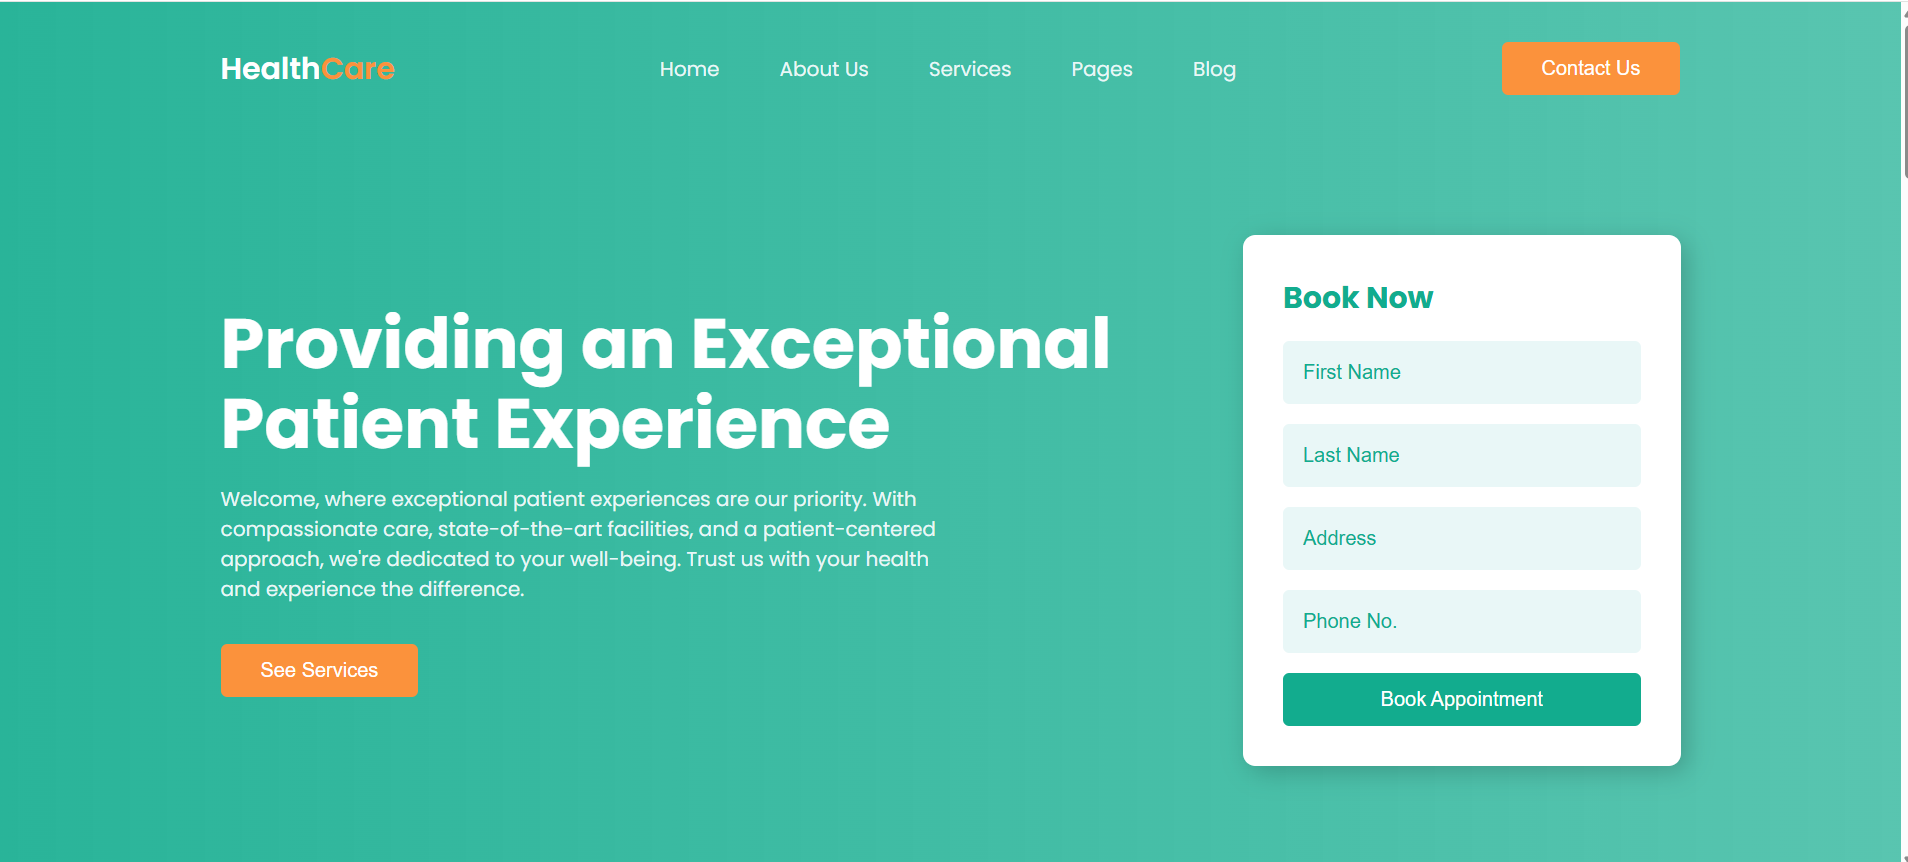 HealthCare
Home
About Us
Services
Pages
Blog
Contact Us
Providing an Exceptional
Patient Experience
Welcome, where exceptional patient experiences are our priority. With
compassionate care, state-of-the-art facilities, and a patient-centered
approach, we're dedicated to your well-being. Trust us with your health
and experience the difference.
See Services
Book Now
First Name
Last Name
Address
Phone No.
Book Appointment